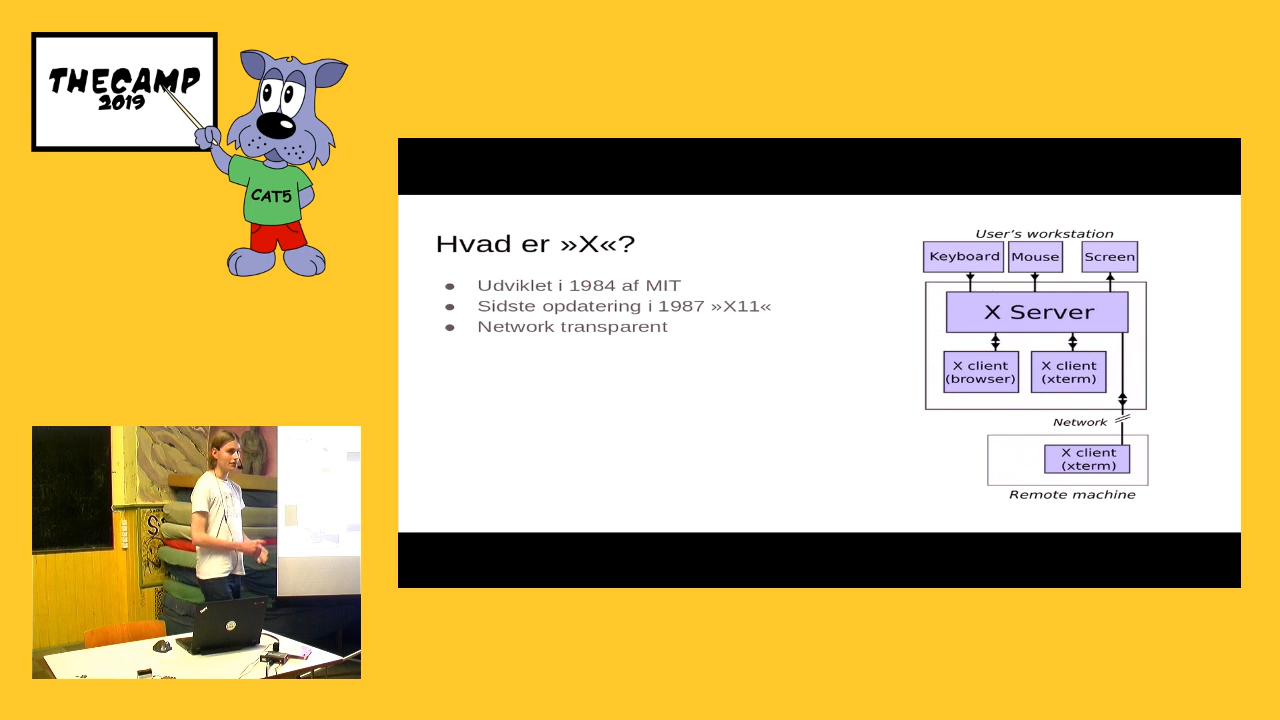 THECAMP
2019
CAT5
Hvad er »X«?
● Udviklet i 1984 af MIT
● Sidste opdatering i 1987 »X11«
● Network transparent
User's workstation
Keyboard
Mouse
Screen
X Server
X client
(browser)
X client
(xterm)
Network
X client
(xterm)
Remote machine